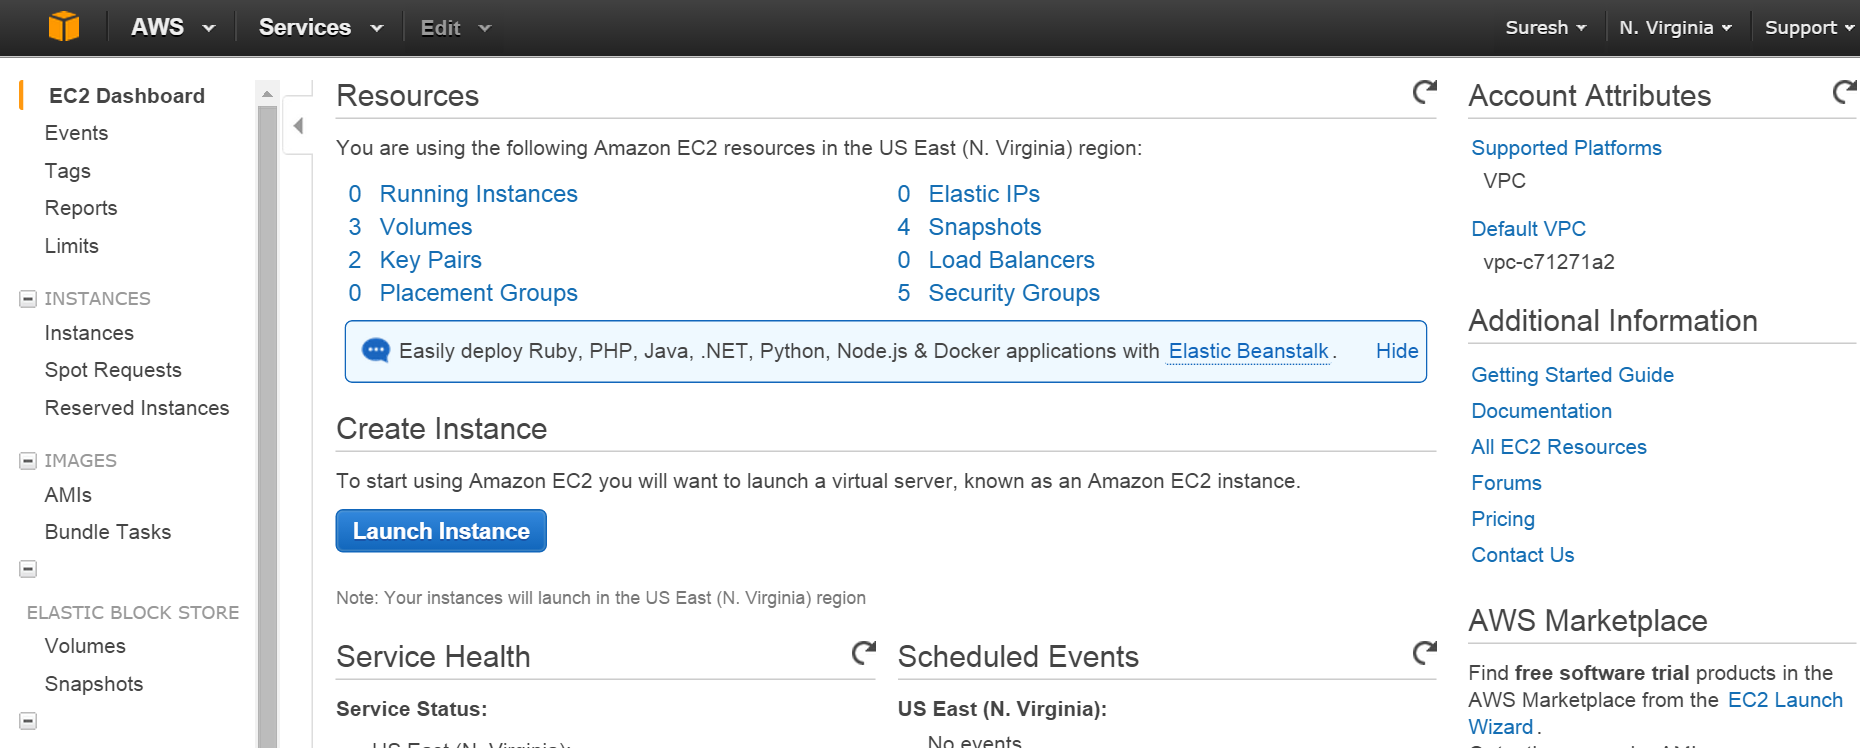 AWS Services Edit Suresh N. Virginia Support
EC2 Dashboard
Events
Tags
Reports
Limits
INSTANCES
Instances
Spot Requests
Reserved Instances
IMAGES
AMIs
Bundle Tasks
ELASTIC BLOCK STORE
Volumes
Snapshots
Resources
You are using the following Amazon EC2 resources in the US East (N. Virginia) region:
0 Running Instances 0 Elastic IPs
3 Volumes 4 Snapshots
2 Key Pairs 0 Load Balancers
0 Placement Groups 5 Security Groups
Easily deploy Ruby, PHP, Java, .NET, Python, Node.js & Docker applications with Elastic Beanstalk. Hide
Create Instance
To start using Amazon EC2 you will want to launch a virtual server, known as an Amazon EC2 instance.
Launch Instance
Note: Your instances will launch in the US East (N. Virginia) region
Service Health
Service Status:
US East (N. Virginia):
Scheduled Events
US East (N. Virginia):
No events
Account Attributes
Supported Platforms
VPC
Default VPC
vpc-c71271a2
Additional Information
Getting Started Guide
Documentation
All EC2 Resources
Forums
Pricing
Contact Us
AWS Marketplace
Find free software trial products in the
AWS Marketplace from the EC2 Launch
Wizard.